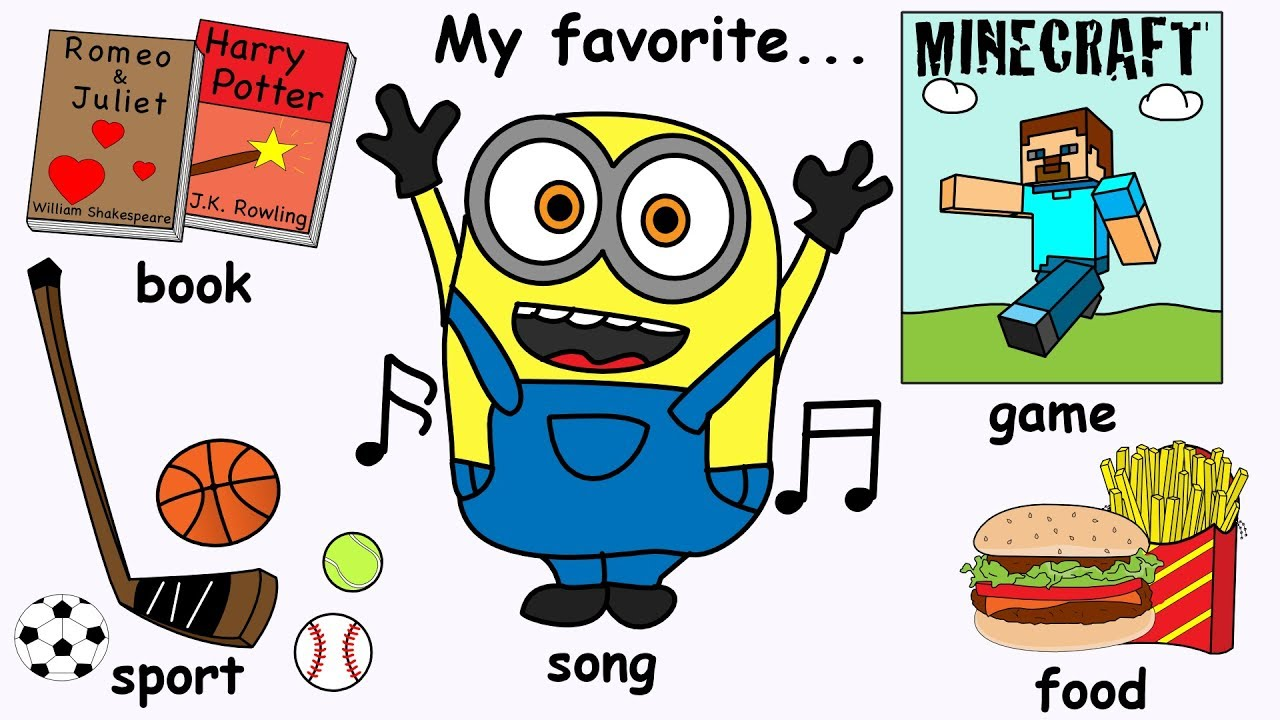 My favorite...
Romeo
&
Juliet
William Shakespeare
Harry
Potter
J.K. Rowling
book
MINECRAFT
game
sport
song
food